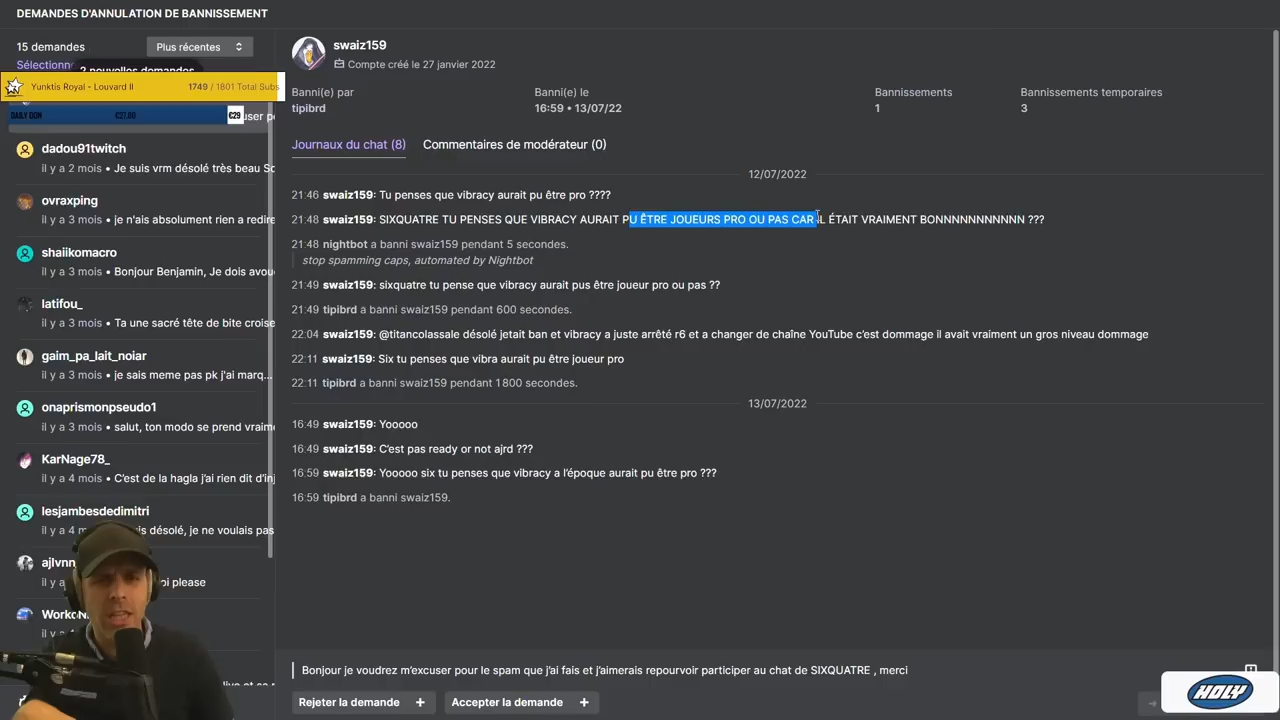 DEMANDES D'ANNULATION DE BANNISSEMENT
15 demandes
Plus récentes
Sélectionn
2 nouvelles demandes
Yunktis Royal - Louvard II
1749 / 1801 Total Subs
DAILY DON
€27.00
€29
user p
dadou91twitch
il y a 2 mois • Je suis vrm désolé très beau S
ovraxping
il y a 3 mois • je n'ais absolument rien a redire
shaiikomacro
il y a 3 mois • Bonjour Benjamin, Je dois avou
latifou_
il y a 3 mois • Ta une sacré tête de bite croise
gaim_pa_lait_noiar
il y a 3 mois • je sais meme pas pk j'ai marq...
onaprismonpseudo1
il y a 3 mois • salut, ton modo se prend vraim
KarNage78_
il y a 4 mois • C'est de la hagla j'ai rien dit d'inj
lesjambesdedimitri
il y a 4 désolé, je ne voulais pas
ajlvnn
il y a 4 oi please
Work
il y a 4
swaiz159
Compte créé le 27 janvier 2022
Banni(e) par
tipibrd
Banni(e) le
16:59 • 13/07/22
Bannissements
1
Bannissements temporaires
3
Journaux du chat (8)
Commentaires de modérateur (0)
12/07/2022
21:46 swaiz159: Tu penses que vibracy aurait pu être pro ????
21:48 swaiz159: SIXQUATRE TU PENSES QUE VIBRACY AURAIT PU ÊTRE JOUEURS PRO OU PAS CAR IL ÉTAIT VRAIMENT BONNNNNNNNNNN ???
21:48 nightbot a banni swaiz159 pendant 5 secondes.
stop spamming caps, automated by Nightbot
21:49 swaiz159: sixquatre tu pense que vibracy aurait pus être joueur pro ou pas ??
21:49 tipibrd a banni swaiz159 pendant 600 secondes.
22:04 swaiz159: @titancolassale désolé jetait ban et vibracy a juste arrêté r6 et a changer de chaîne YouTube c'est dommage il avait vraiment un gros niveau dommage
22:11 swaiz159: Six tu penses que vibra aurait pu être joueur pro
22:11 tipibrd a banni swaiz159 pendant 1 800 secondes.
13/07/2022
16:49 swaiz159: Yoooo
16:49 swaiz159: C'est pas ready or not ajrd ???
16:59 swaiz159: Yoooo six tu penses que vibracy a l'époque aurait pu être pro ???
16:59 tipibrd a banni swaiz159.
Bonjour je voudrez m'excuser pour le spam que j'ai fais et j'aimerais repourvoir participer au chat de SIXQUATRE , merci
Rejeter la demande +
Accepter la demande +
HOLY